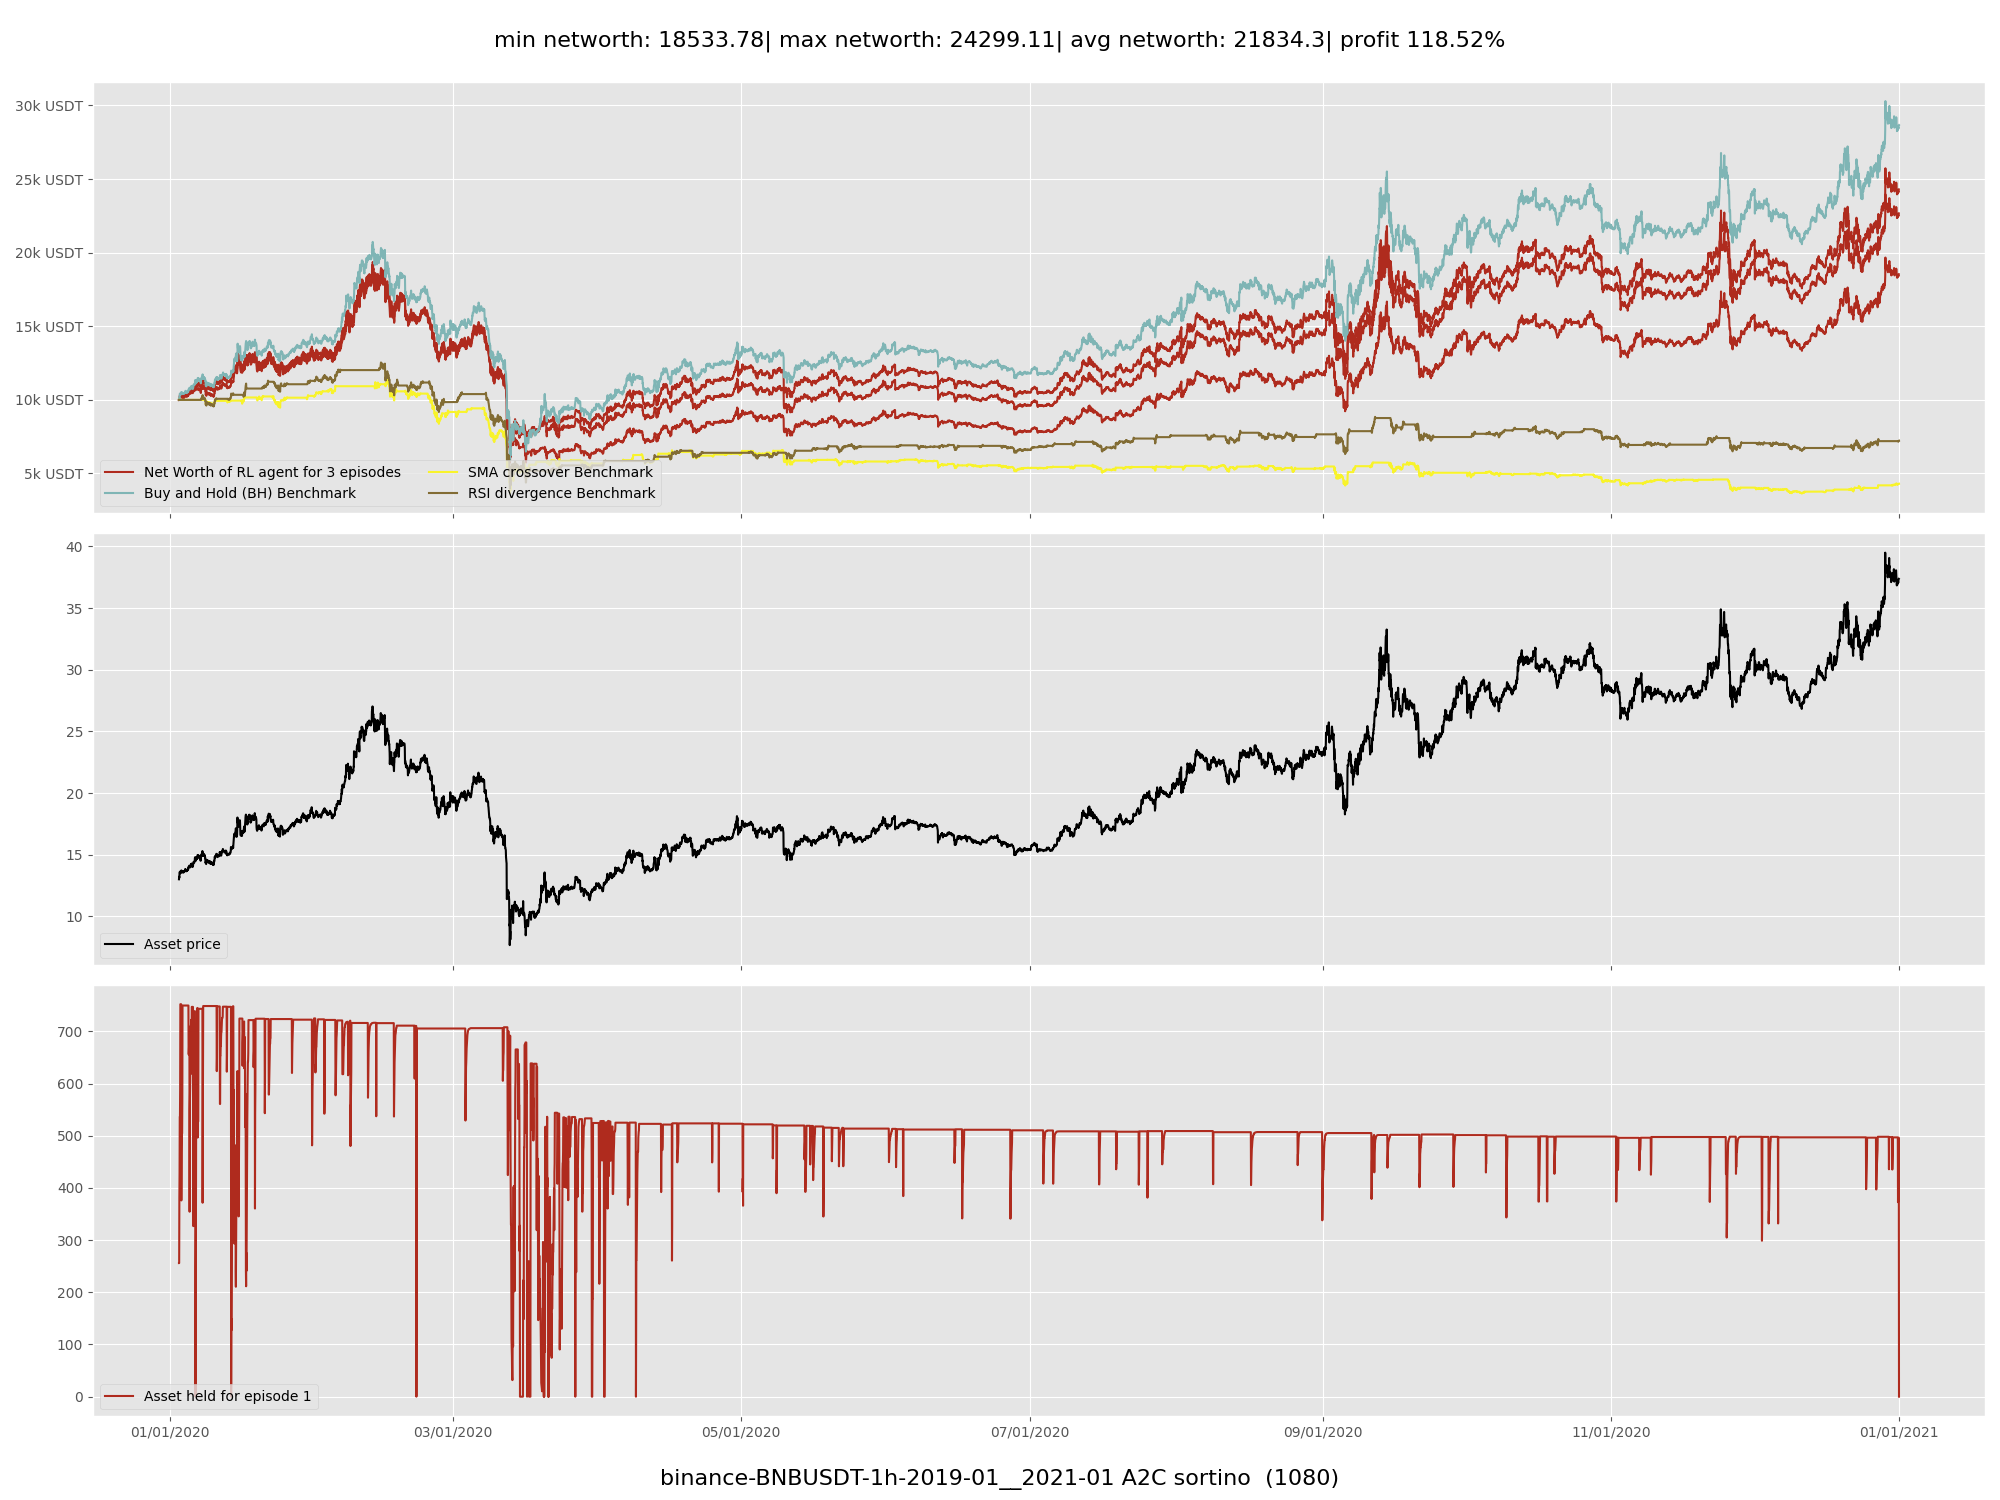 min networth: 18533.78| max networth: 24299.11| avg networth: 21834.3| profit 118.52%
30k USDT
25k USDT
20k USDT
15k USDT
10k USDT
5k USDT
Net Worth of RL agent for 3 episodes
Buy and Hold (BH) Benchmark
SMA crossover Benchmark
RSI divergence Benchmark
40
35
30
25
20
15
10
Asset price
700
600
500
400
300
200
100
0
Asset held for episode 1
01/01/2020 03/01/2020 05/01/2020 07/01/2020 09/01/2020 11/01/2020 01/01/2021
binance-BNBUSDT-1h-2019-01__2021-01 A2C sortino  (1080)